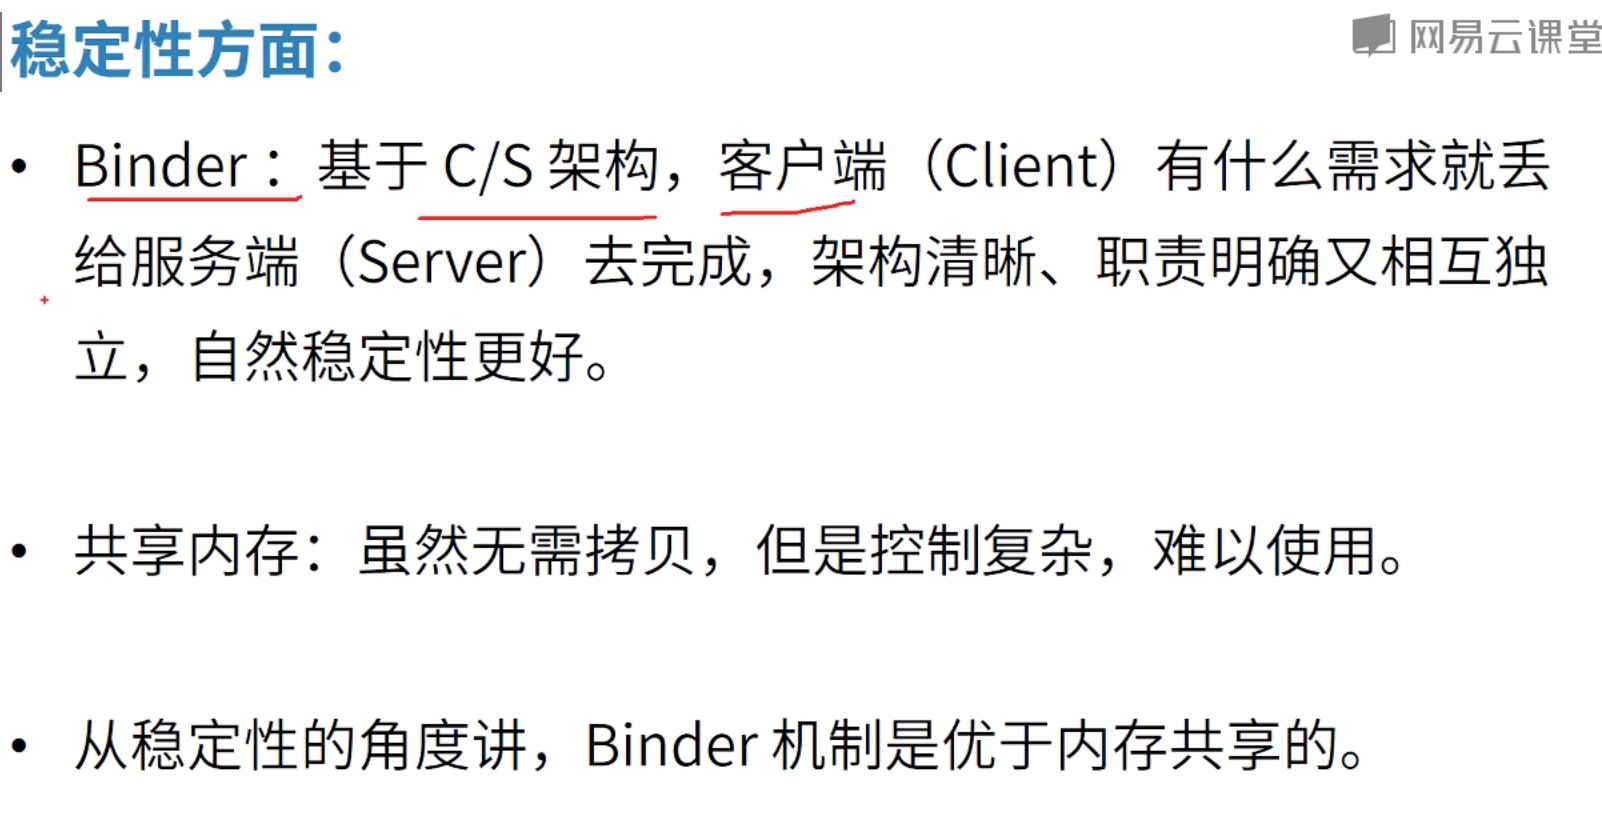 稳定性方面：
网易云课堂
• Binder ：基于 C/S 架构，客户端（Client）有什么需求就丢
给服务端（Server）去完成，架构清晰、职责明确又相互独
立，自然稳定性更好。
• 共享内存：虽然无需拷贝，但是控制复杂，难以使用。
• 从稳定性的角度讲，Binder 机制是优于内存共享的。